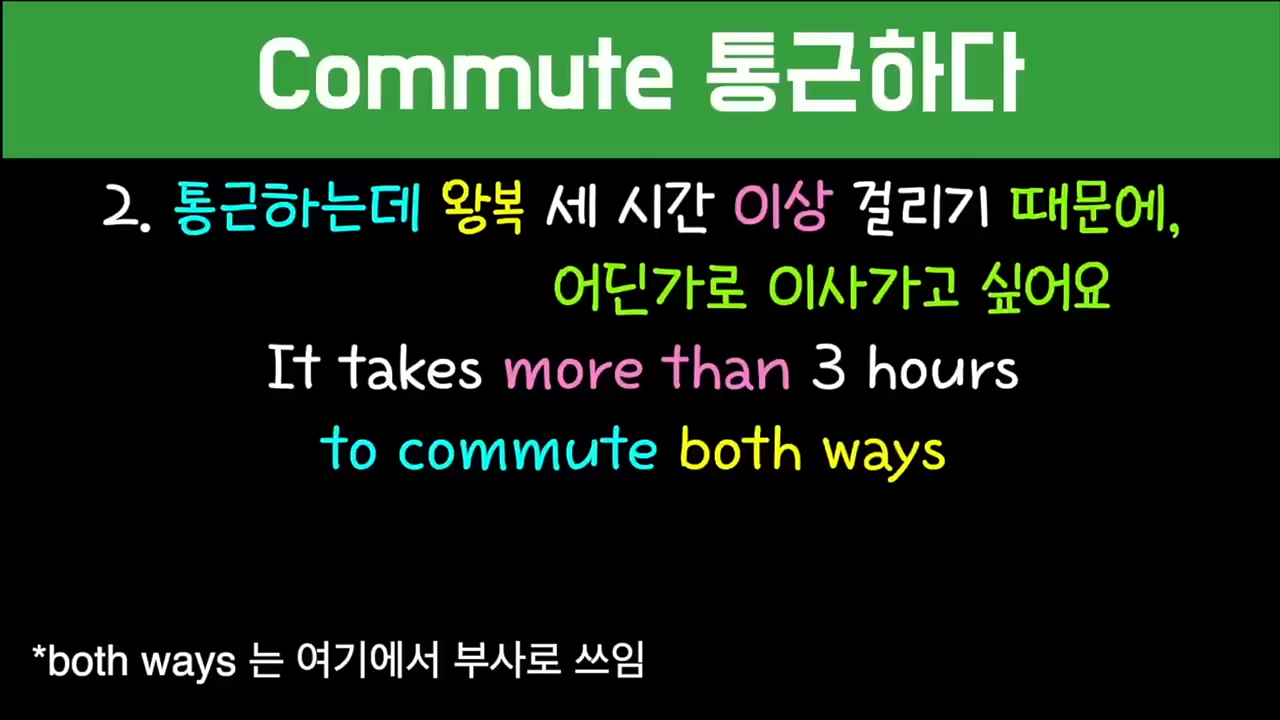 Commute 통근하다
2. 통근하는데 왕복 세 시간 이상 걸리기 때문에,
어딘가로 이사가고 싶어요
It takes more than 3 hours
to commute both ways
*both ways 는 여기에서 부사로 쓰임